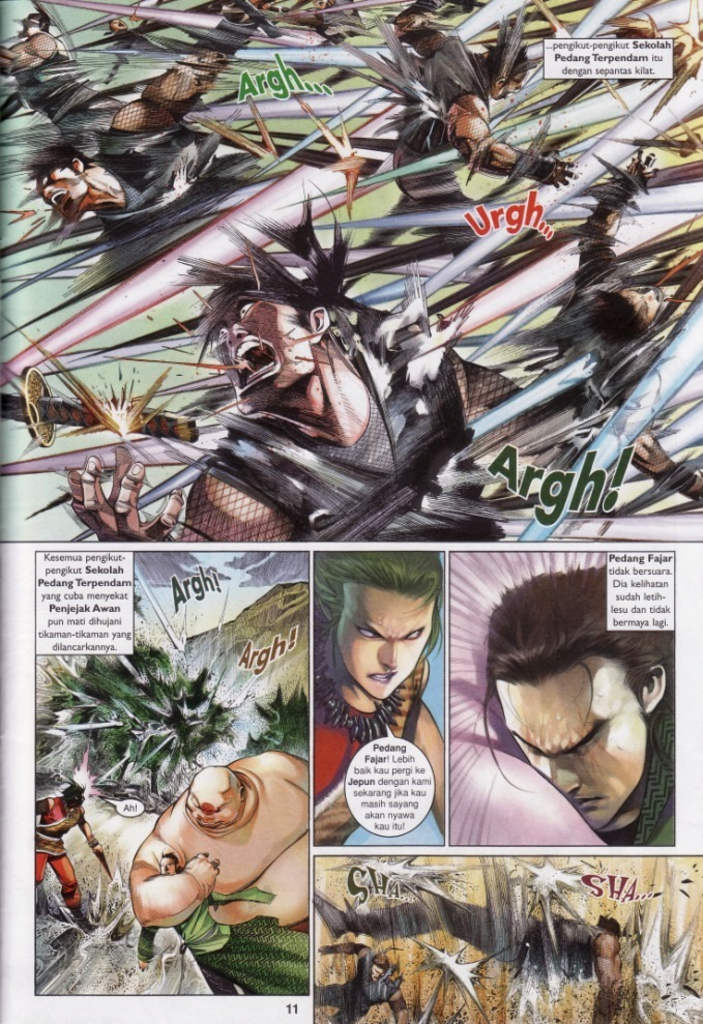 ...pengikut-pengikut Sekolah
Pedang Terpendam itu
dengan sepantas kilat.
Argh...
Urgh...
Argh!
Kesemua pengikut-
pengikut Sekolah
Pedang Terpendam
yang cuba menyekat
Penjejak Awan
pun mati dihujani
tikaman-tikaman yang
dilancarkannya.
Argh!
Argh!
Ah!
Pedang
Fajar! Lebih
baik kau pergi ke
Jepun dengan kami
sekarang jika kau
masih sayang
akan nyawa
kau itu!
Pedang Fajar
tidak bersuara.
Dia kelihatan
sudah letih-
lesu dan tidak
bermaya lagi.
SHA...
SHA...
11